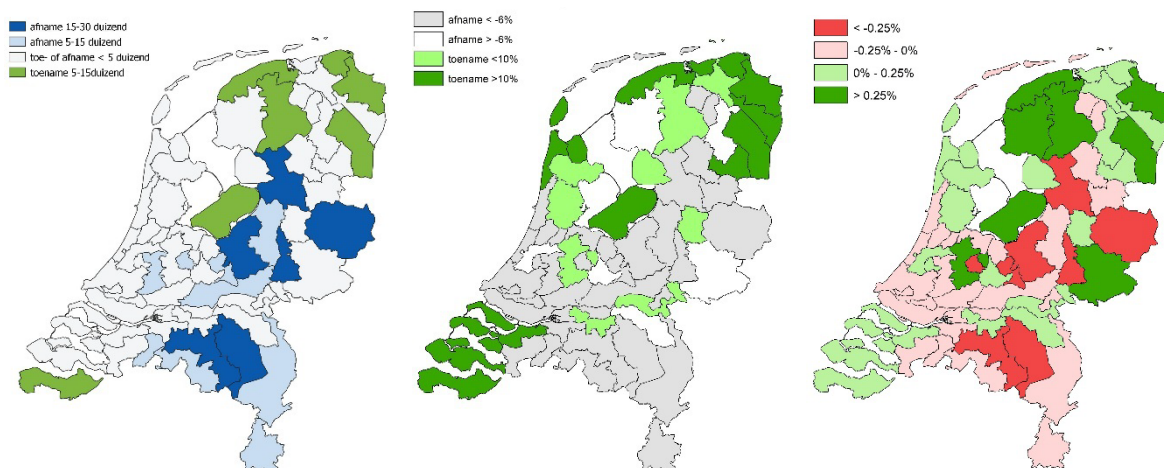 afname 15-30 duizend
afname 5-15 duizend
toe- of afname < 5 duizend
toename 5-15duizend
afname < -6%
afname > -6%
toename <10%
toename >10%
< -0.25%
-0.25% - 0%
0% - 0.25%
> 0.25%